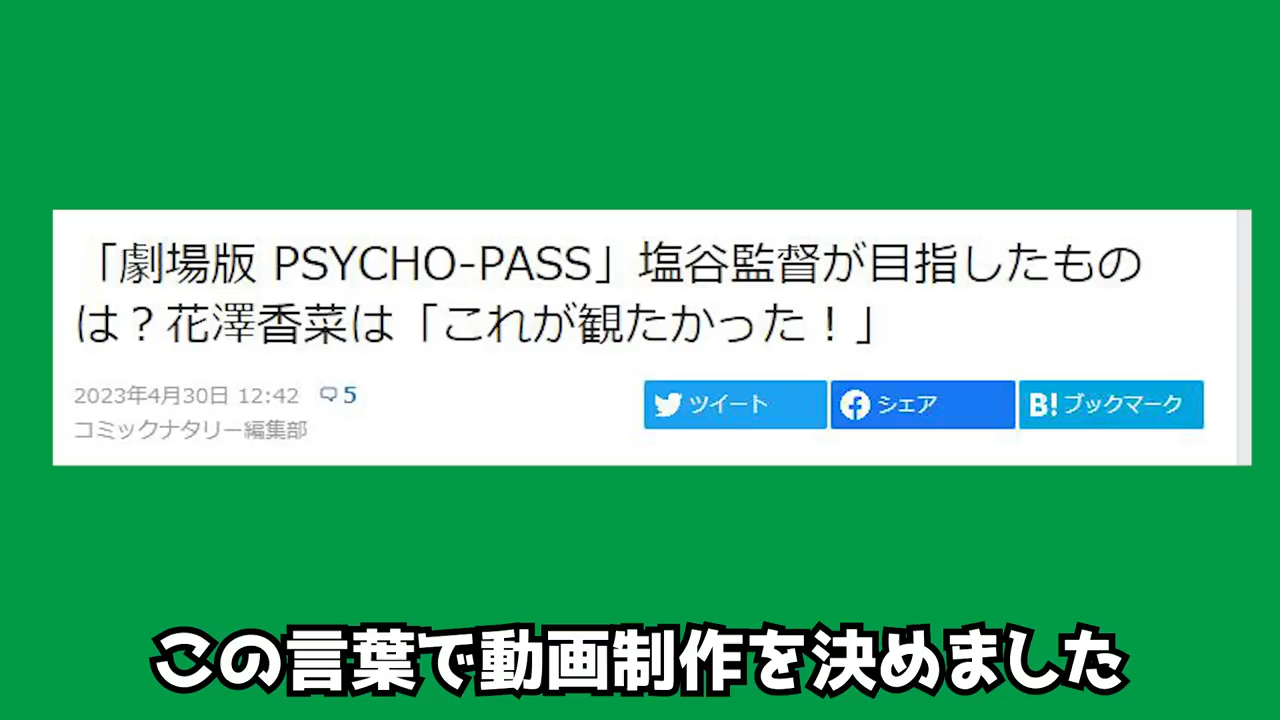 「劇場版 PSYCHO-PASS」塩谷監督が目指したもの
は？花澤香菜は「これが観たかった！」
2023年4月30日 12:42 5
コミックナタリー編集部
ツイート シェア B!ブックマーク
この言葉で動画制作を決めました